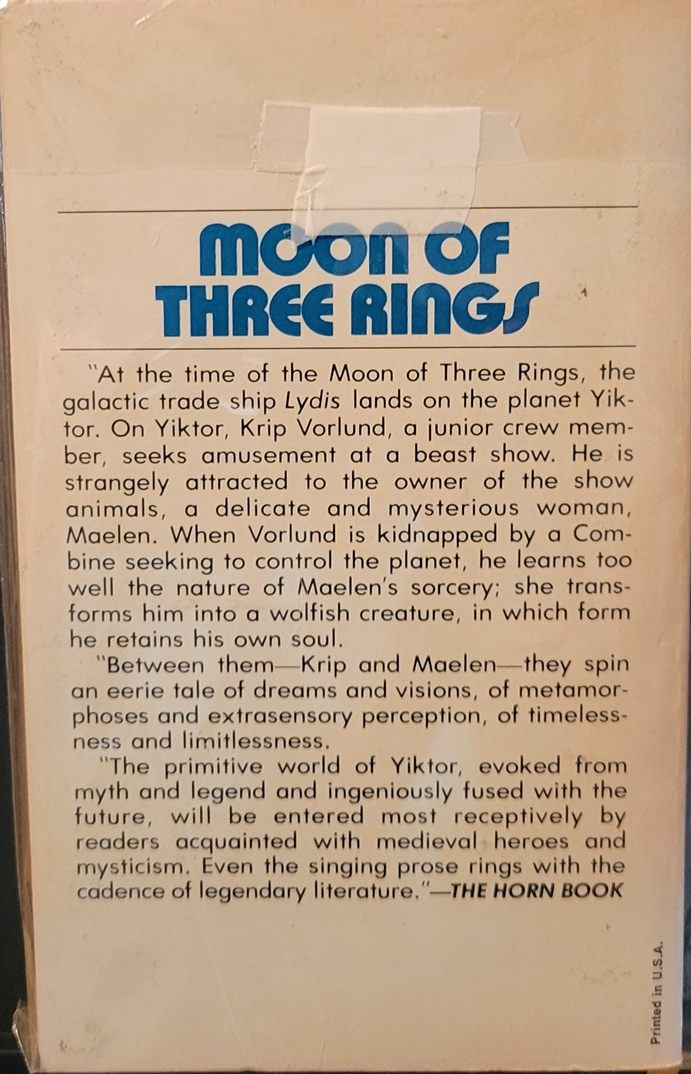 MOON OF
THREE RINGS
"At the time of the Moon of Three Rings, the
galactic trade ship Lydis lands on the planet Yik-
tor. On Yiktor, Krip Vorlund, a junior crew mem-
ber, seeks amusement at a beast show. He is
strangely attracted to the owner of the show
animals, a delicate and mysterious woman,
Maelen. When Vorlund is kidnapped by a Com-
bine seeking to control the planet, he learns too
well the nature of Maelen's sorcery; she trans-
forms him into a wolfish creature, in which form
he retains his own soul.
"Between them—Krip and Maelen—they spin
an eerie tale of dreams and visions, of metamor-
phoses and extrasensory perception, of timeless-
ness and limitlessness.
"The primitive world of Yiktor, evoked from
myth and legend and ingeniously fused with the
future, will be entered most receptively by
readers acquainted with medieval heroes and
mysticism. Even the singing prose rings with the
cadence of legendary literature."—THE HORN BOOK
Printed in U.S.A.